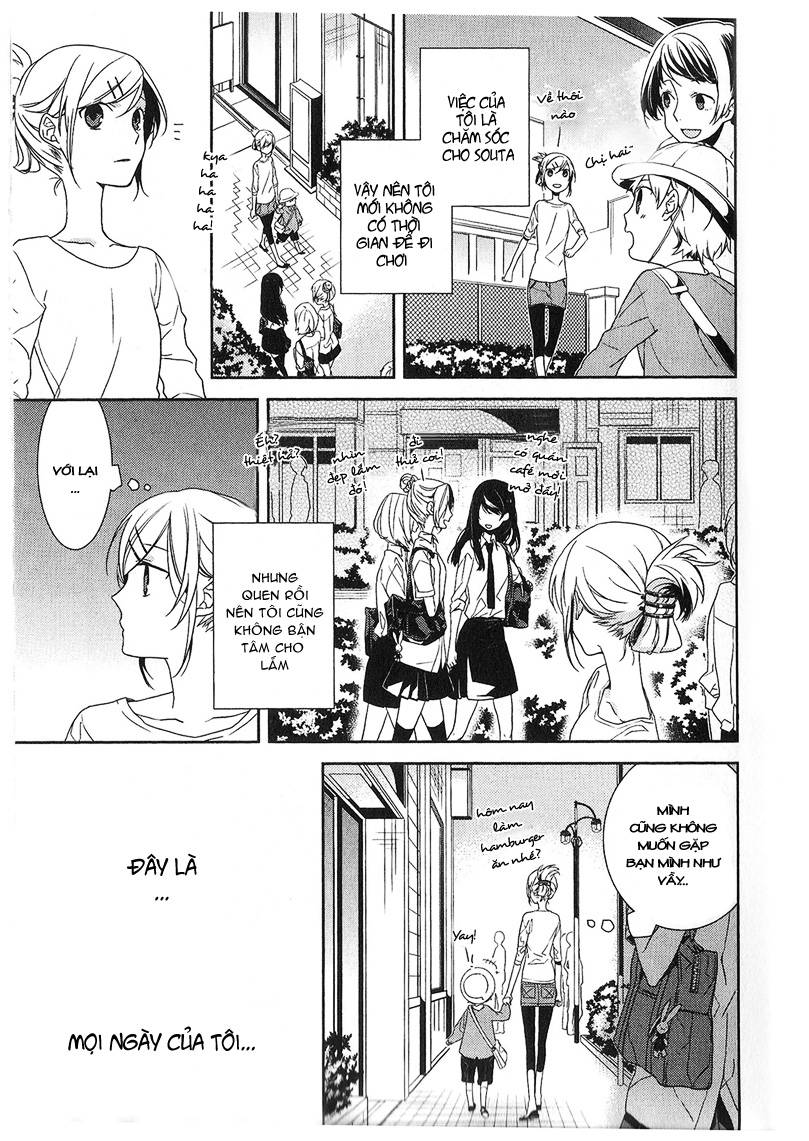 Về thôi
nào
Chị hai~
VIỆC CỦA
TÔI LÀ
CHĂM SÓC
CHO SOUTA
VẬY NÊN TÔI
MỚI KHÔNG
CÓ THỜI
GIAN ĐỂ ĐI
CHƠI
kya
ha
ha
ha
ha!
nghe
có quán
café mới
mở đấy!
đi
thử coi!
nhìn
đẹp lắm
đó!
Éh?
thiệt hả?
NHƯNG
QUEN RỒI
NÊN TÔI CŨNG
KHÔNG BẬN
TÂM CHO
LẮM
VỚI LẠI
...
MÌNH
CŨNG KHÔNG
MUỐN GẶP
BẠN MÌNH NHƯ
VẦY...
hôm nay
làm
hamburger
ăn nhé?
Yay!
ĐÂY LÀ
...
MỌI NGÀY CỦA TÔI...